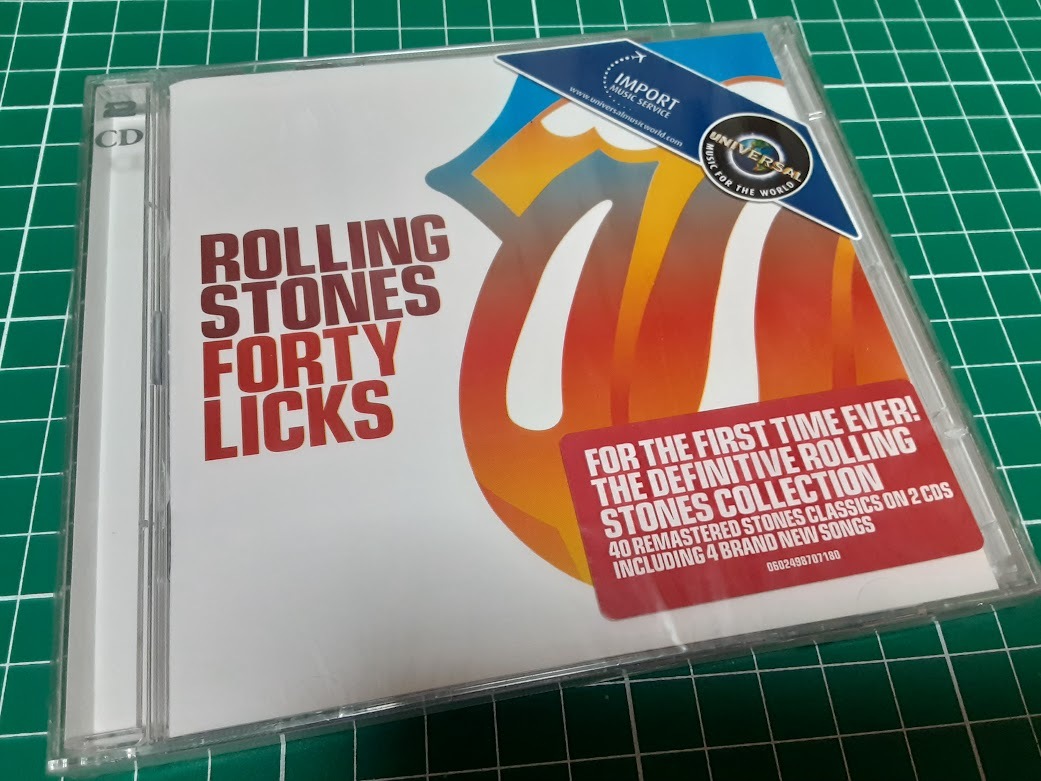 2
CD
IMPORT
MUSIC SERVICE
www.universalmusicworld.com
UNIVERSAL
MUSIC FOR THE WORLD
ROLLING
STONES
FORTY
LICKS
FOR THE FIRST TIME EVER!
THE DEFINITIVE ROLLING
STONES COLLECTION
40 REMASTERED STONES CLASSICS ON 2 CDS
INCLUDING 4 BRAND NEW SONGS
0602498707180